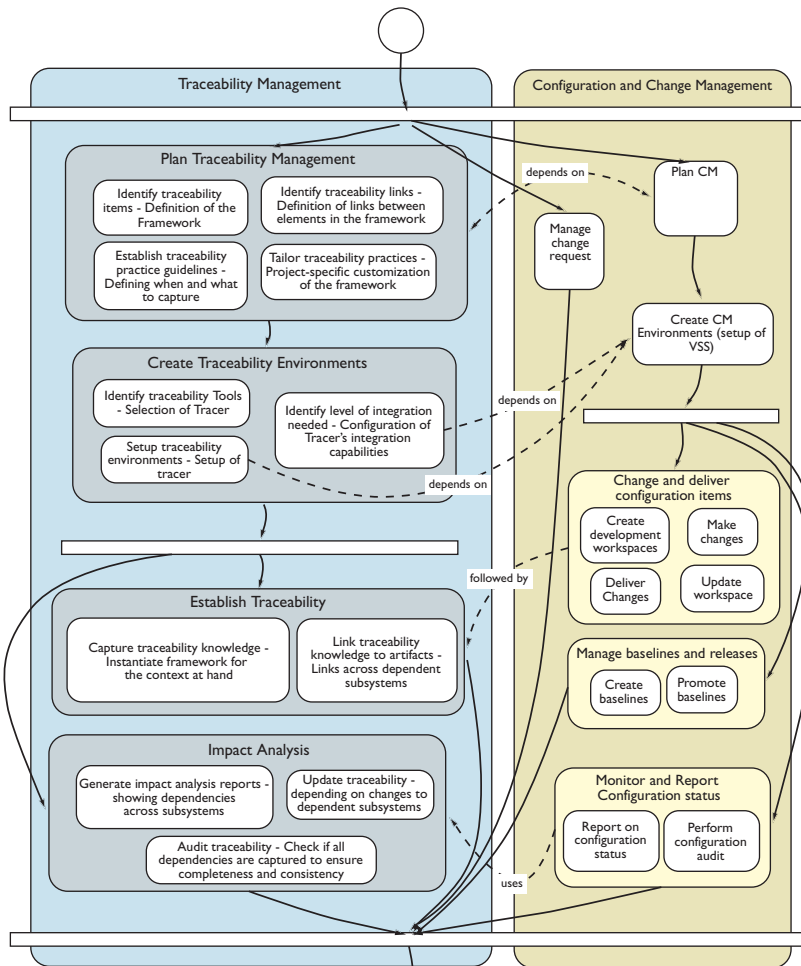 Traceability Management
Configuration and Change Management
Plan Traceability Management
Identify traceability
items - Definition of the
Framework
Identify traceability links -
Definition of links between
elements in the framework
Establish traceability
practice guidelines -
Defining when and what
to capture
Tailor traceability practices -
Project-specific customization
of the framework
depends on
Plan CM
Manage
change
request
Create CM
Environments (setup of
VSS)
Create Traceability Environments
Identify traceability Tools
- Selection of Tracer
Identify level of integration
needed - Configuration of
Tracer's integration
capabilities
Setup traceability
environments - Setup of
tracer
depends on
depends on
Change and deliver
configuration items
Create
development
workspaces
Make
changes
Deliver
Changes
Update
workspace
followed by
Establish Traceability
Capture traceability knowledge -
Instantiate framework for
the context at hand
Link traceability
knowledge to artifacts -
Links across dependent
subsystems
Manage baselines and releases
Create
baselines
Promote
baselines
Impact Analysis
Generate impact analysis reports -
showing dependencies
across subsystems
Update traceability -
depending on changes to
dependent subsystems
Audit traceability - Check if all
dependencies are captured to ensure
completeness and consistency
Monitor and Report
Configuration status
Report on
configuration
status
Perform
configuration
audit
uses